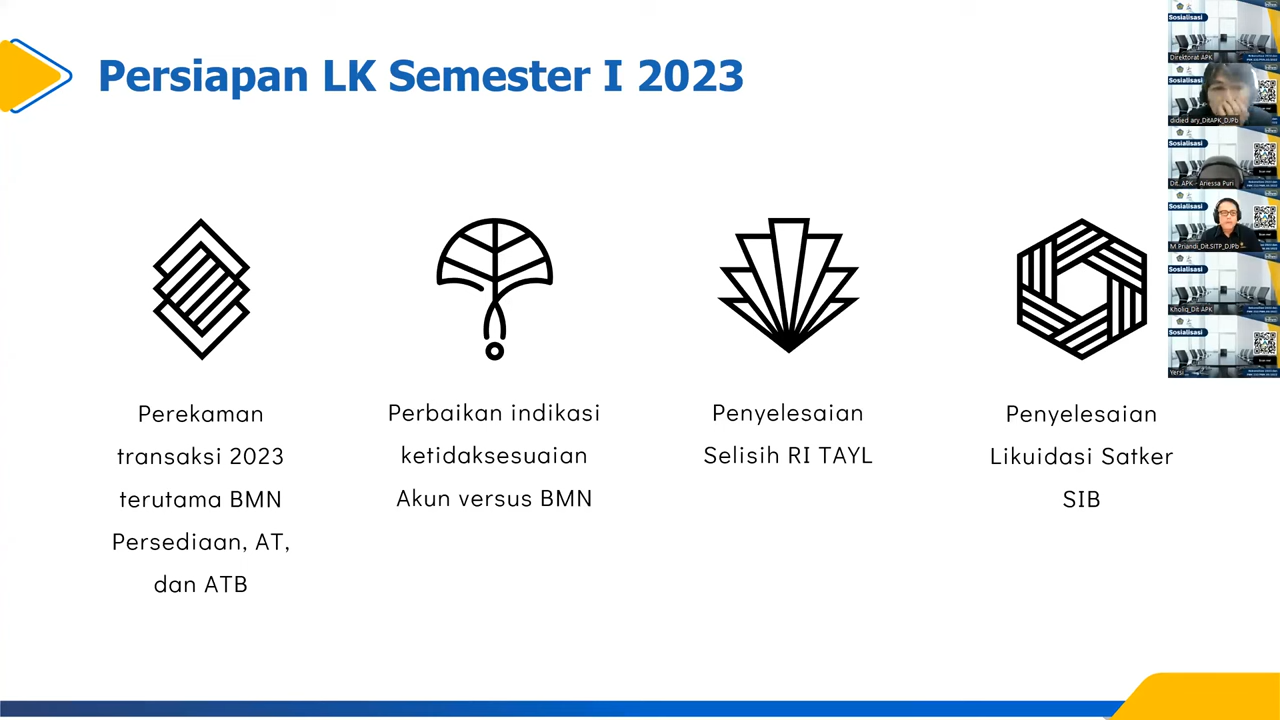 Persiapan LK Semester I 2023
Perekaman
transaksi 2023
terutama BMN
Persediaan, AT,
dan ATB
Perbaikan indikasi
ketidaksesuaian
Akun versus BMN
Penyelesaian
Selisih RI TAYL
Penyelesaian
Likuidasi Satker
SIB
Sosialisasi
Direktorat APK
Sosialisasi
didied ary_DitAPK_DJPb
Sosialisasi
Dit. APK - Ariessa Puri
Sosialisasi
M Priandi_Dit.SITP_DJPb
Sosialisasi
Kholiq_Dit APK
Sosialisasi
Yersi